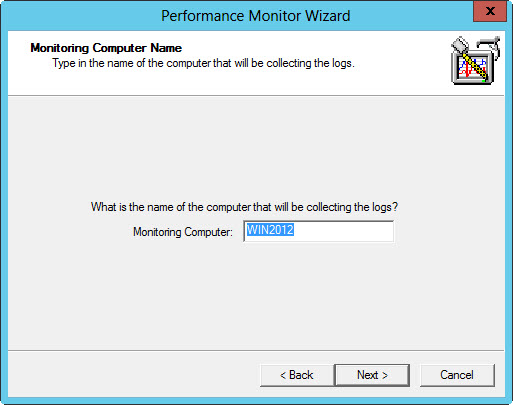 Performance Monitor Wizard
x
Monitoring Computer Name
Type in the name of the computer that will be collecting the logs.
What is the name of the computer that will be collecting the logs?
Monitoring Computer: WIN2012
< Back Next > Cancel